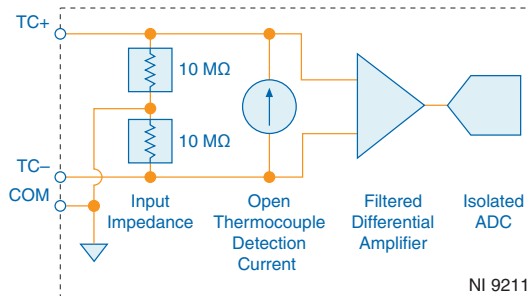 TC+
10 MΩ
10 MΩ
TC–
COM
Input
Impedance
Open
Thermocouple
Detection
Current
Filtered
Differential
Amplifier
Isolated
ADC
NI 9211